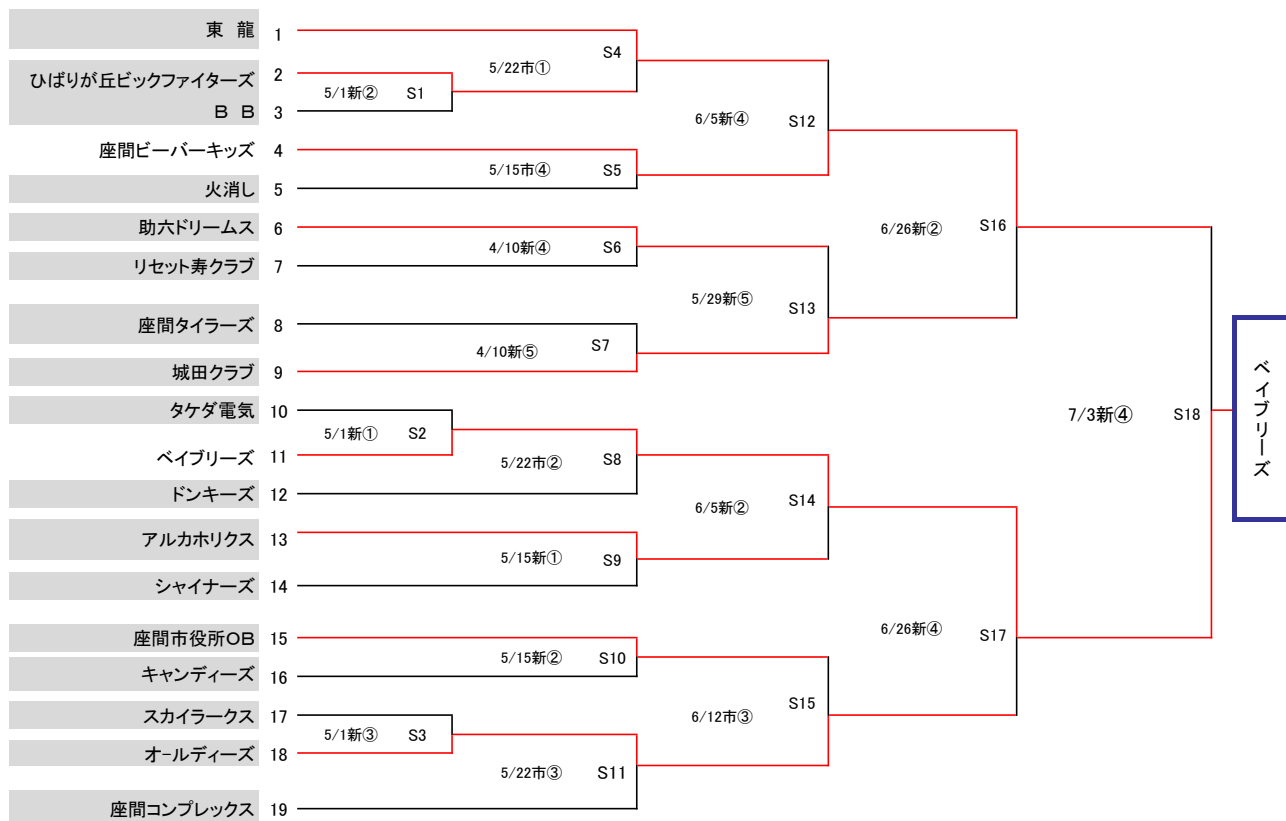 東 龍 1
S4
5/22市①
ひばりが丘ビックファイターズ 2
5/1新② S1
B B 3
6/5新④ S12
座間ビーバーキッズ 4
5/15市④ S5
火消し 5
助六ドリームス 6
6/26新② S16
4/10新④ S6
リセット寿クラブ 7
5/29新⑤ S13
座間タイラーズ 8
4/10新⑤ S7
城田クラブ 9
タケダ電気 10
7/3新④ S18
ベイブリーズ
5/1新① S2
ベイブリーズ 11
5/22市② S8
ドンキーズ 12
6/5新② S14
アルカホリクス 13
5/15新① S9
シャイナーズ 14
6/26新④ S17
座間市役所OB 15
5/15新② S10
キャンディーズ 16
6/12市③ S15
スカイラークス 17
5/1新③ S3
オールディーズ 18
5/22市③ S11
座間コンプレックス 19